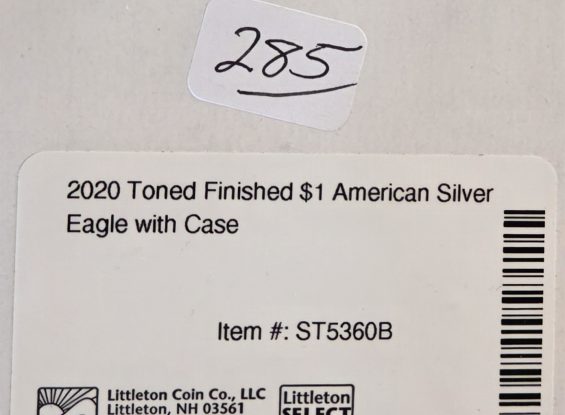 285
2020 Toned Finished $1 American Silver
Eagle with Case
Item #: ST5360B
Littleton Coin Co., LLC
Littleton, NH 03561
Littleton
SELECT